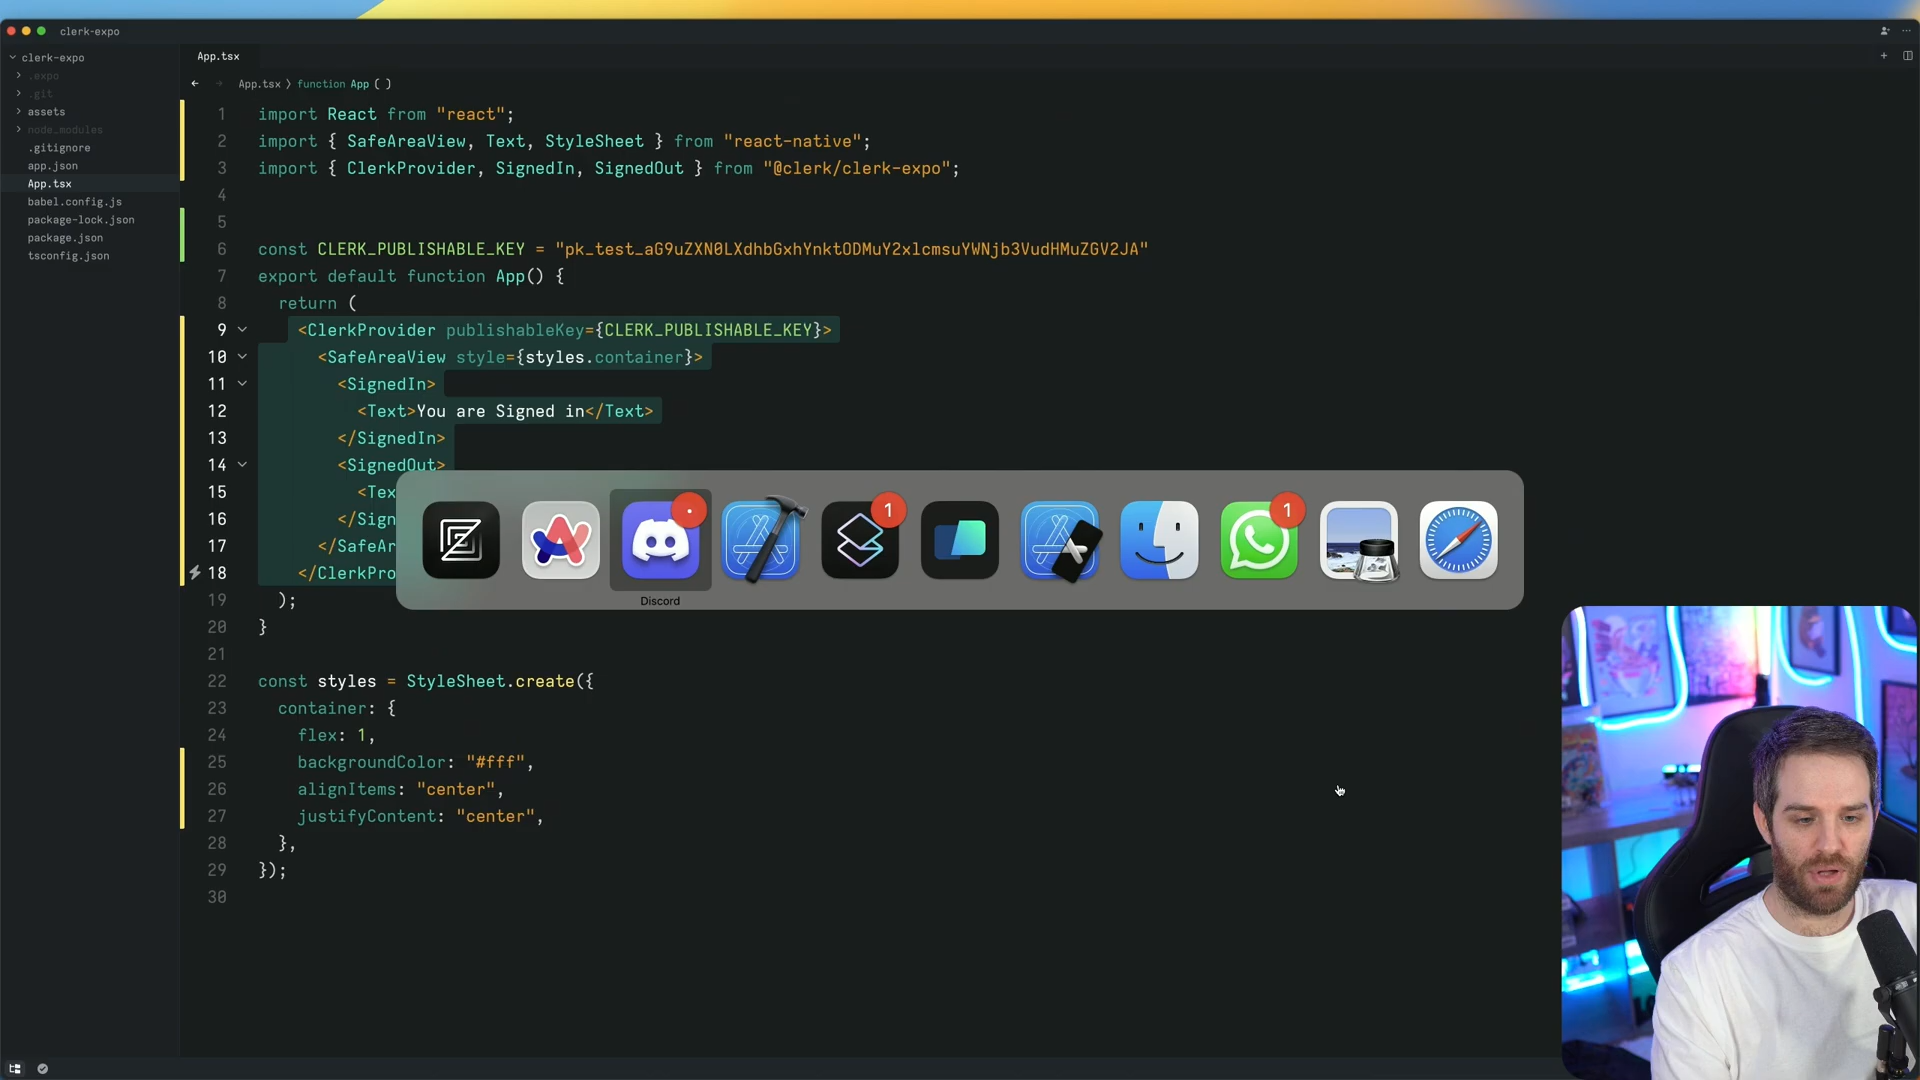 clerk-expo
clerk-expo
.expo
.git
assets
node_modules
.gitignore
app.json
App.tsx
babel.config.js
package-lock.json
package.json
tsconfig.json
App.tsx
App.tsx 〉 function App ( )
1 import React from "react";
2 import { SafeAreaView, Text, StyleSheet } from "react-native";
3 import { ClerkProvider, SignedIn, SignedOut } from "@clerk/clerk-expo";
4
5
6 const CLERK_PUBLISHABLE_KEY = "pk_test_aG9uZXN0LXdhbGxhYnktODMuY2xlcmsuYWNjb3VudHMuZGV2JA"
7 export default function App() {
8 return (
9 <ClerkProvider publishableKey={CLERK_PUBLISHABLE_KEY}>
10 <SafeAreaView style={styles.container}>
11 <SignedIn>
12 <Text>You are Signed in</Text>
13 </SignedIn>
14 <SignedOut>
15 <Tex
16 </Sign
17 </SafeAr
18 </ClerkPro
19 );
20 }
21
22 const styles = StyleSheet.create({
23 container: {
24 flex: 1,
25 backgroundColor: "#fff",
26 alignItems: "center",
27 justifyContent: "center",
28 },
29 });
30
1
1
Discord